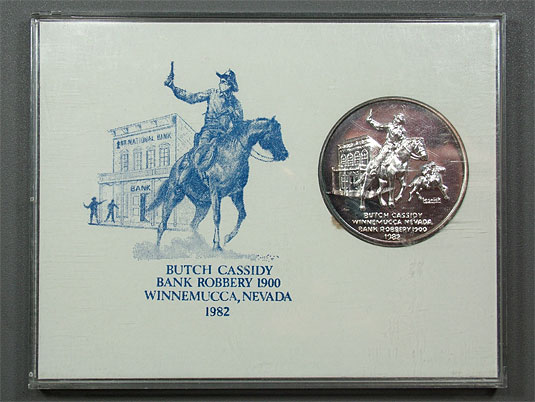 1ST NATIONAL BANK
BANK
BUTCH CASSIDY
BANK ROBBERY 1900
WINNEMUCCA, NEVADA
1982
BUTCH CASSIDY
WINNEMUCCA NEVADA
BANK ROBBERY 1900
1982